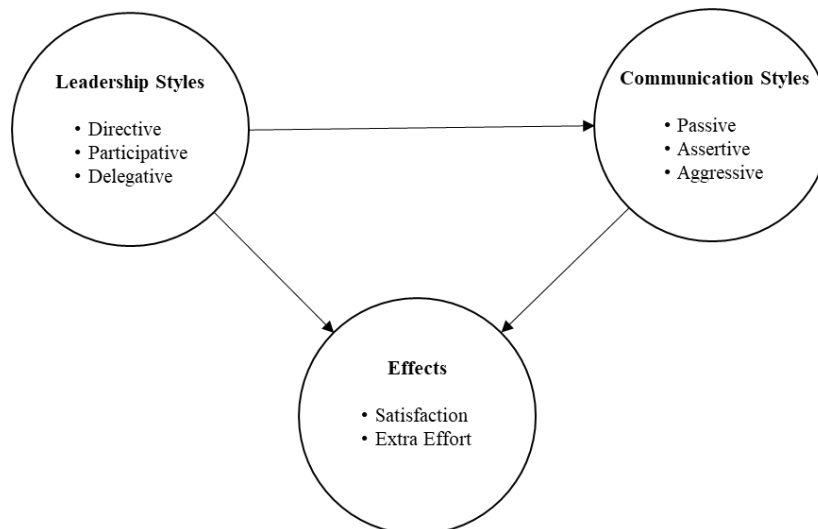 Leadership Styles
• Directive
• Participative
• Delegative
Communication Styles
• Passive
• Assertive
• Aggressive
Effects
• Satisfaction
• Extra Effort